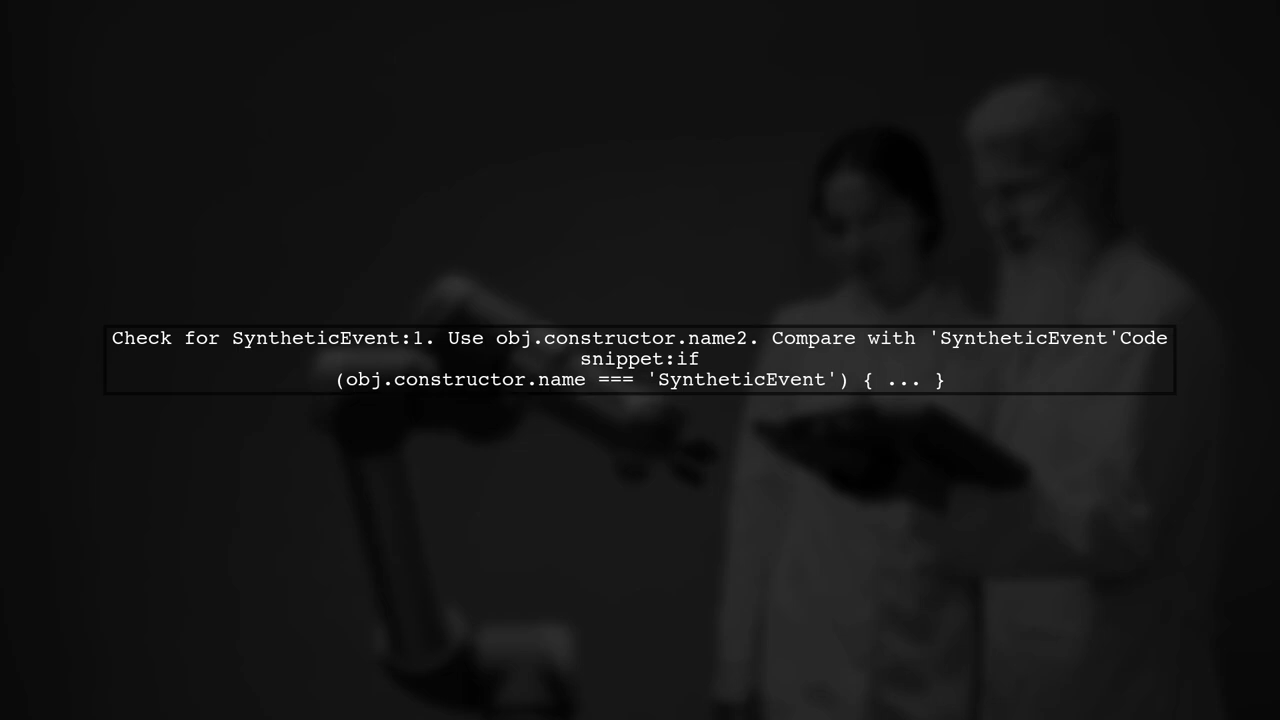 Check for SyntheticEvent:1. Use obj.constructor.name2. Compare with 'SyntheticEvent'Code
snippet:if
(obj.constructor.name === 'SyntheticEvent') { ... }